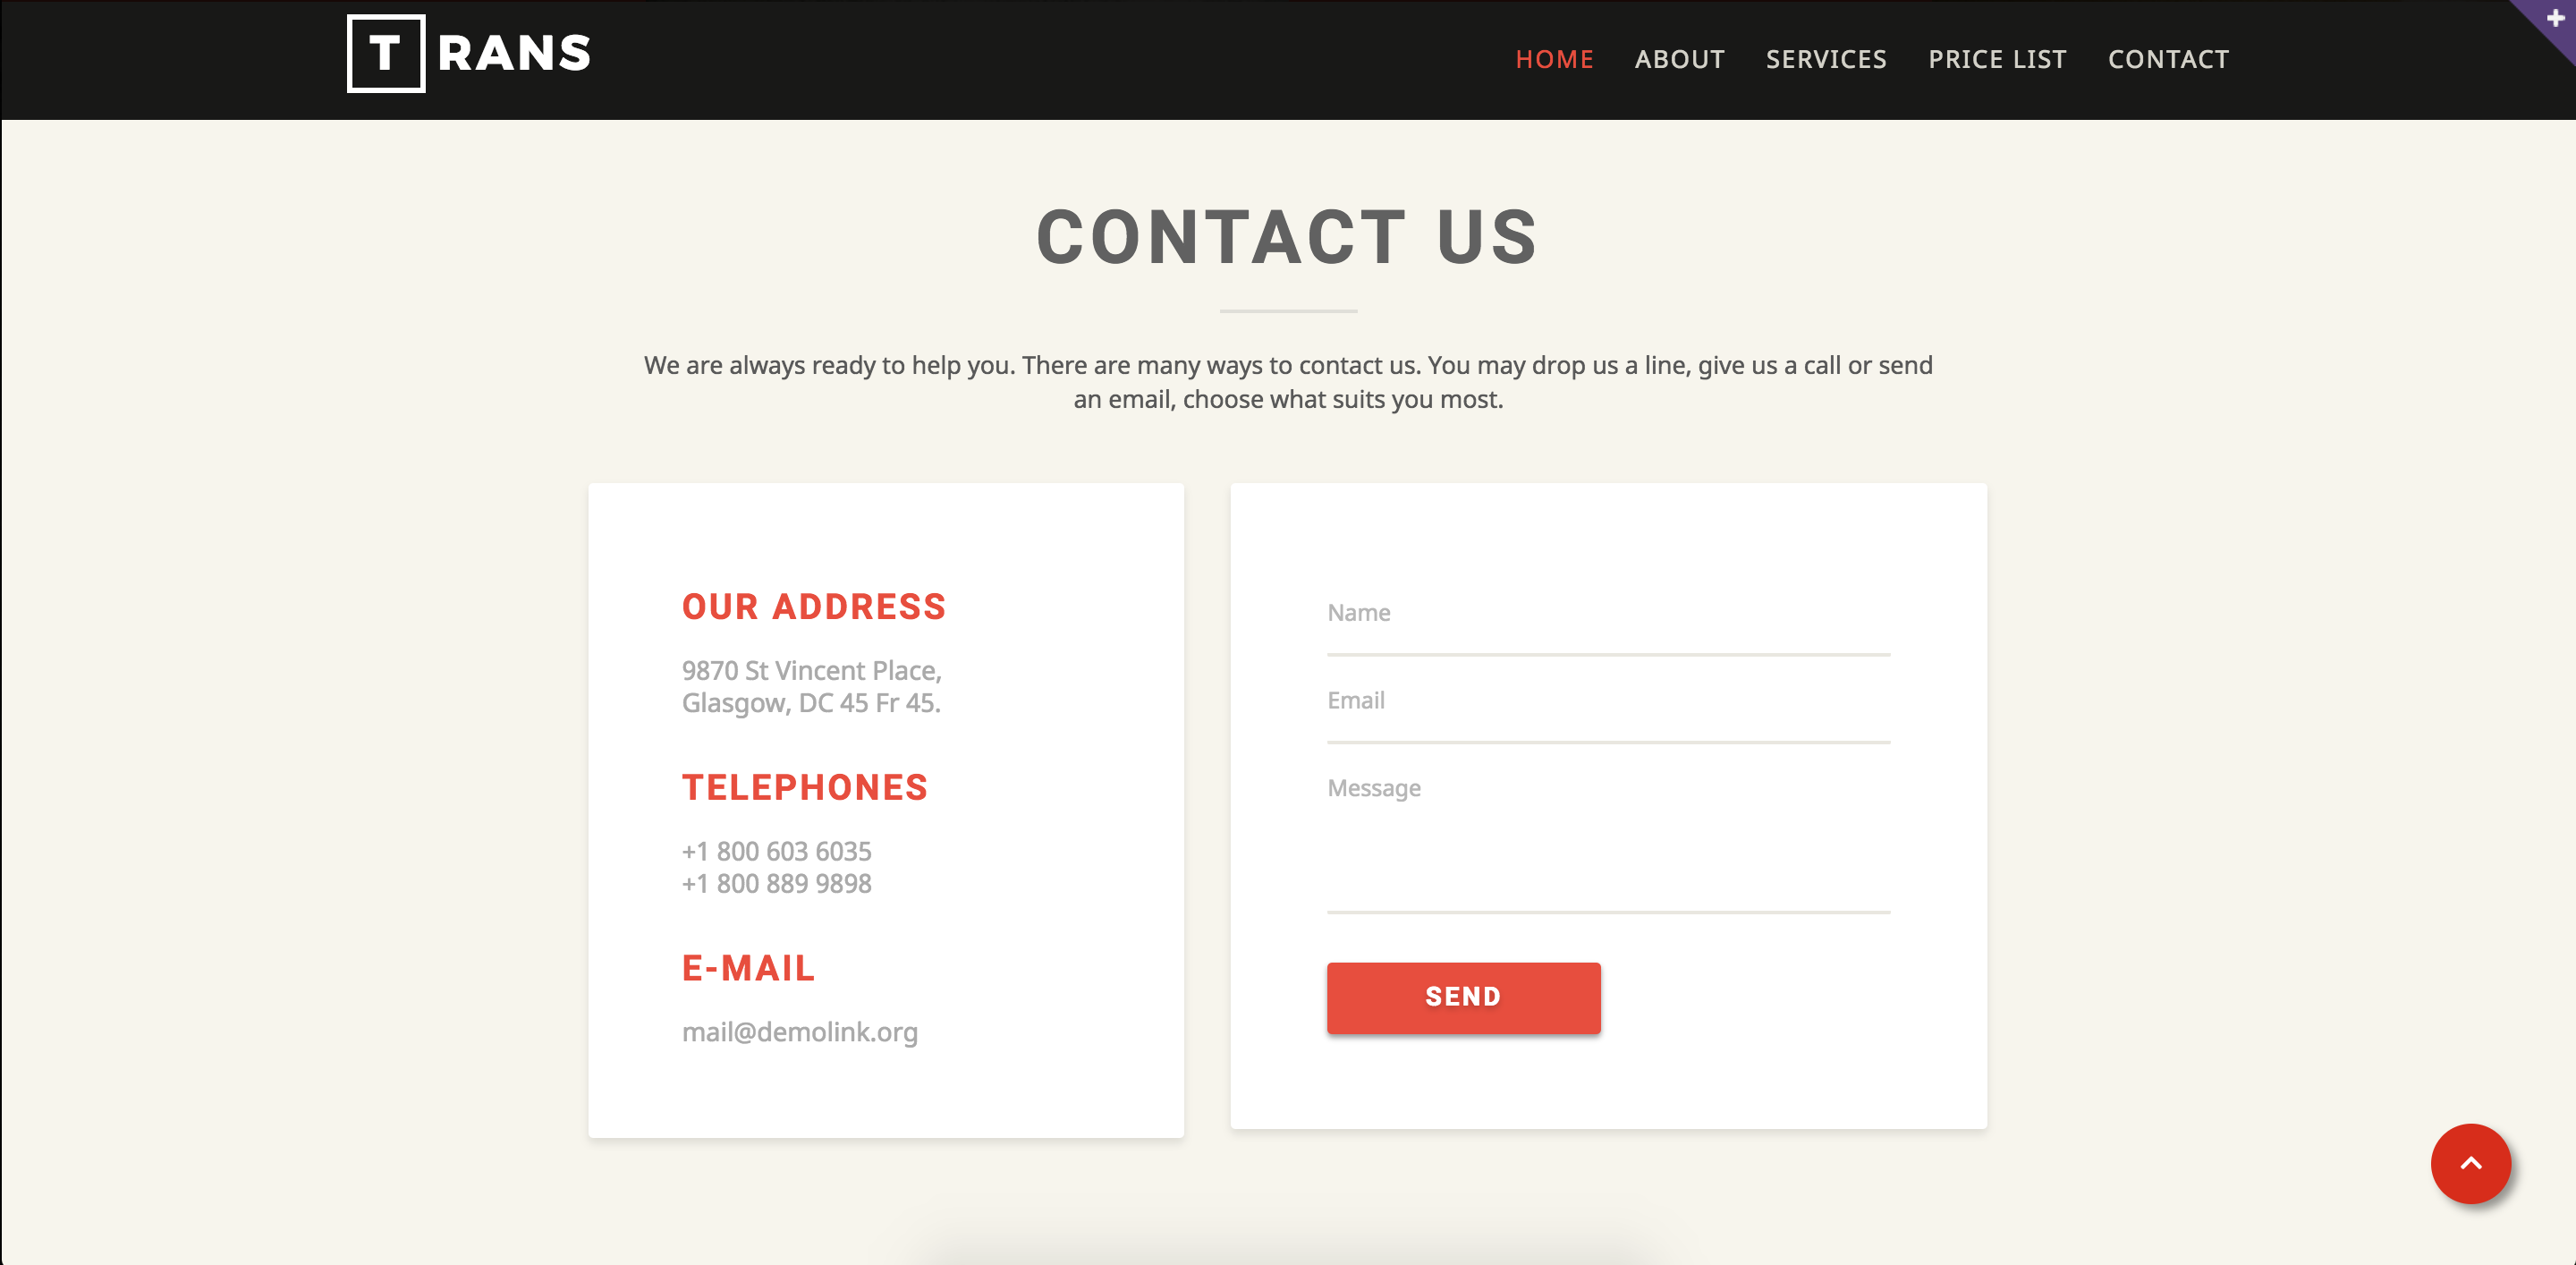 TRANS
HOME ABOUT SERVICES PRICE LIST CONTACT
CONTACT US
We are always ready to help you. There are many ways to contact us. You may drop us a line, give us a call or send
an email, choose what suits you most.
OUR ADDRESS
9870 St Vincent Place,
Glasgow, DC 45 Fr 45.
TELEPHONES
+1 800 603 6035
+1 800 889 9898
E-MAIL
mail@demolink.org
Name
Email
Message
SEND